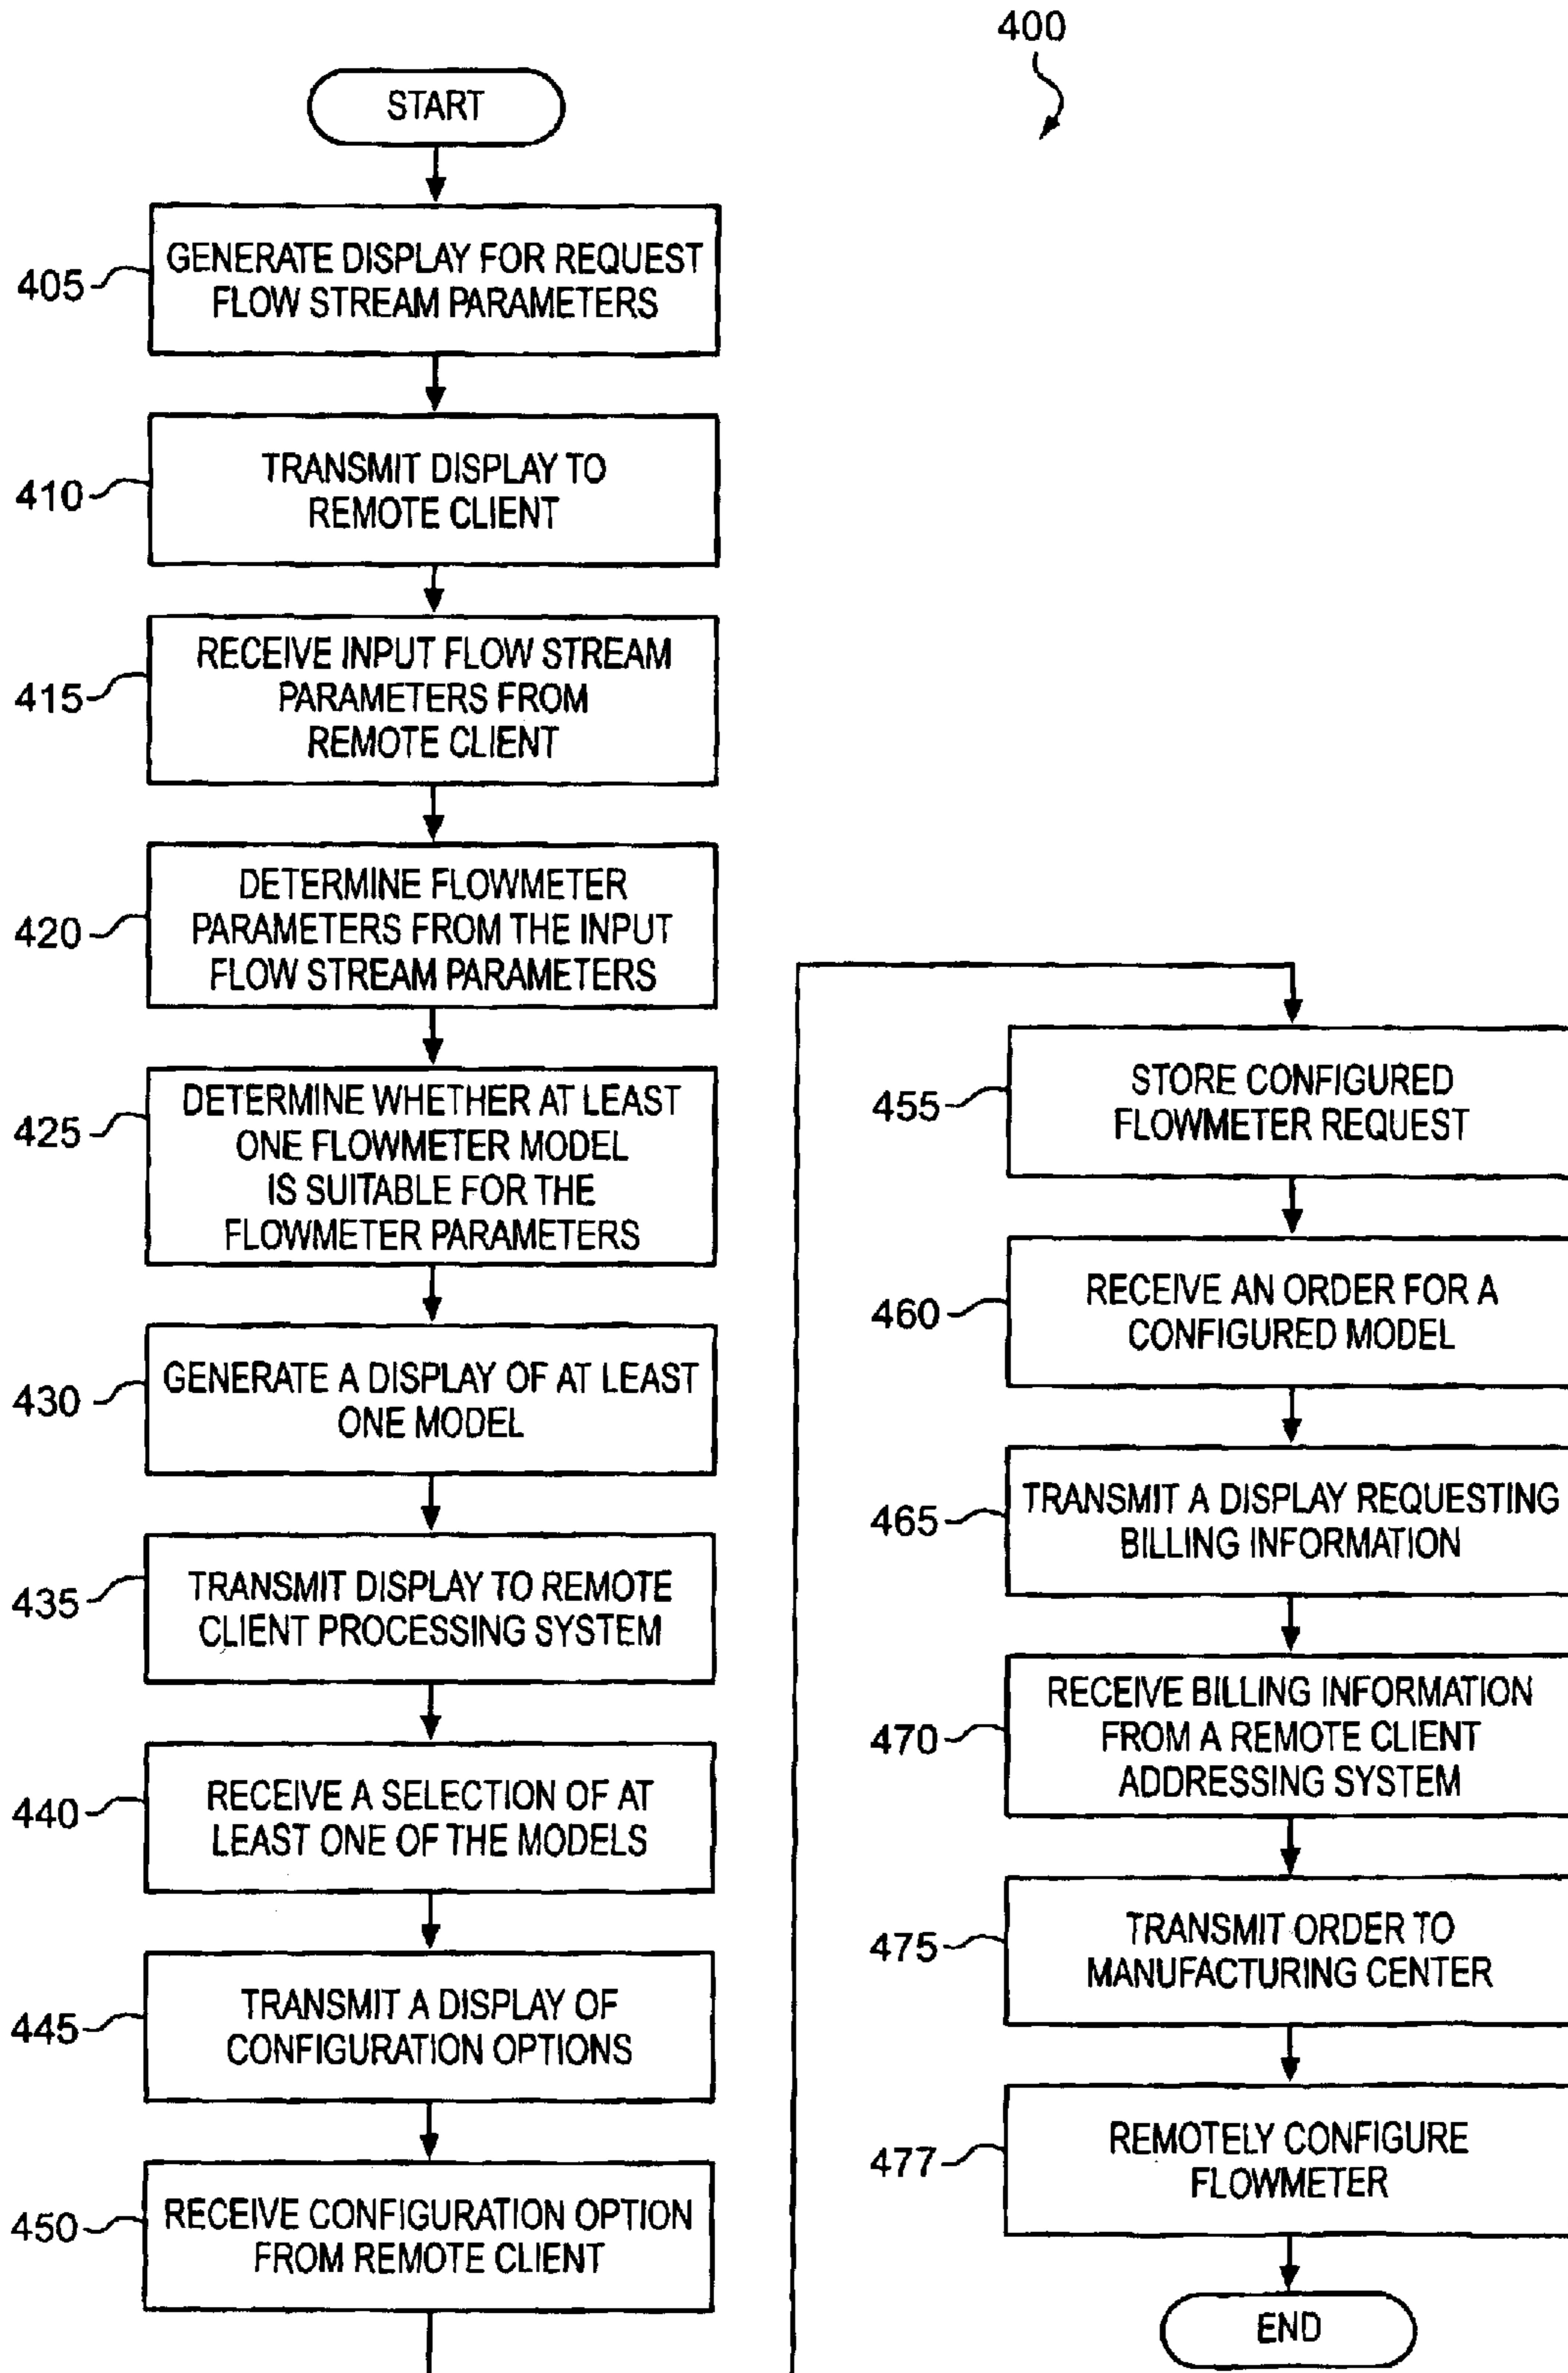 400
START
405
GENERATE DISPLAY FOR REQUEST
FLOW STREAM PARAMETERS
410
TRANSMIT DISPLAY TO
REMOTE CLIENT
415
RECEIVE INPUT FLOW STREAM
PARAMETERS FROM
REMOTE CLIENT
420
DETERMINE FLOWMETER
PARAMETERS FROM THE INPUT
FLOW STREAM PARAMETERS
425
DETERMINE WHETHER AT LEAST
ONE FLOWMETER MODEL
IS SUITABLE FOR THE
FLOWMETER PARAMETERS
430
GENERATE A DISPLAY OF AT LEAST
ONE MODEL
435
TRANSMIT DISPLAY TO REMOTE
CLIENT PROCESSING SYSTEM
440
RECEIVE A SELECTION OF AT
LEAST ONE OF THE MODELS
445
TRANSMIT A DISPLAY OF
CONFIGURATION OPTIONS
450
RECEIVE CONFIGURATION OPTION
FROM REMOTE CLIENT
455
STORE CONFIGURED
FLOWMETER REQUEST
460
RECEIVE AN ORDER FOR A
CONFIGURED MODEL
465
TRANSMIT A DISPLAY REQUESTING
BILLING INFORMATION
470
RECEIVE BILLING INFORMATION
FROM A REMOTE CLIENT
ADDRESSING SYSTEM
475
TRANSMIT ORDER TO
MANUFACTURING CENTER
477
REMOTELY CONFIGURE
FLOWMETER
END